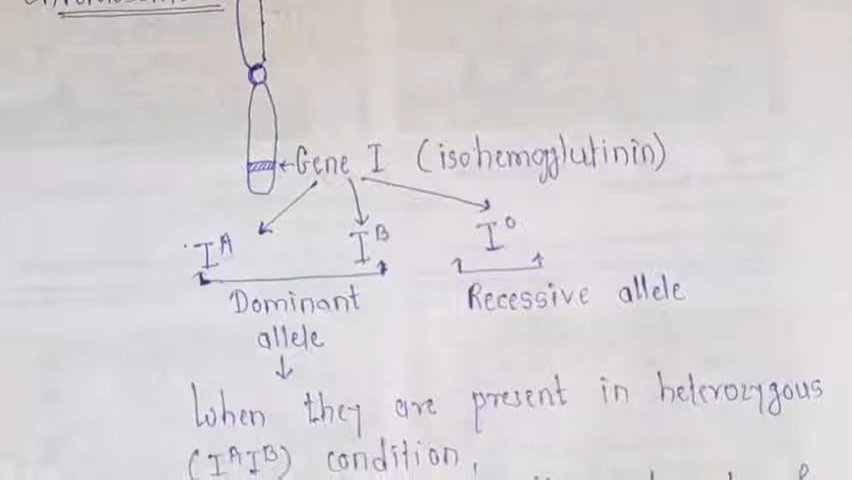 ←Gene I (isohemagglutinin)
I^A I^B I^o
Dominant allele
Recessive allele
↓
When they are present in heterozygous
(I^A I^B) condition,